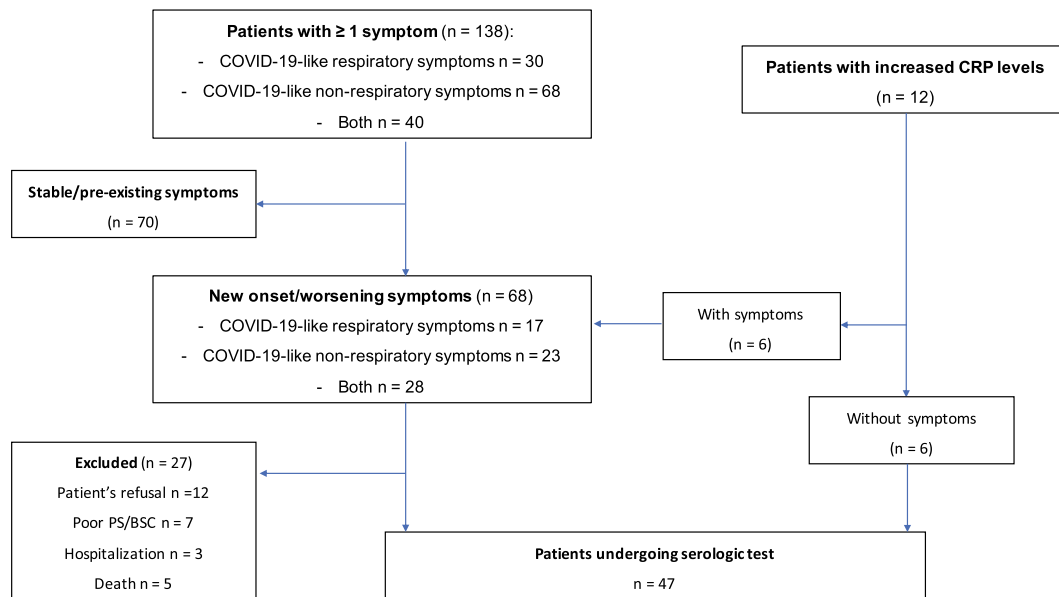 Patients with ≥ 1 symptom (n = 138):
- COVID-19-like respiratory symptoms n = 30
- COVID-19-like non-respiratory symptoms n = 68
- Both n = 40
Patients with increased CRP levels
(n = 12)
Stable/pre-existing symptoms
(n = 70)
New onset/worsening symptoms (n = 68)
- COVID-19-like respiratory symptoms n = 17
- COVID-19-like non-respiratory symptoms n = 23
- Both n = 28
With symptoms
(n = 6)
Without symptoms
(n = 6)
Excluded (n = 27)
Patient’s refusal n =12
Poor PS/BSC n = 7
Hospitalization n = 3
Death n = 5
Patients undergoing serologic test
n = 47